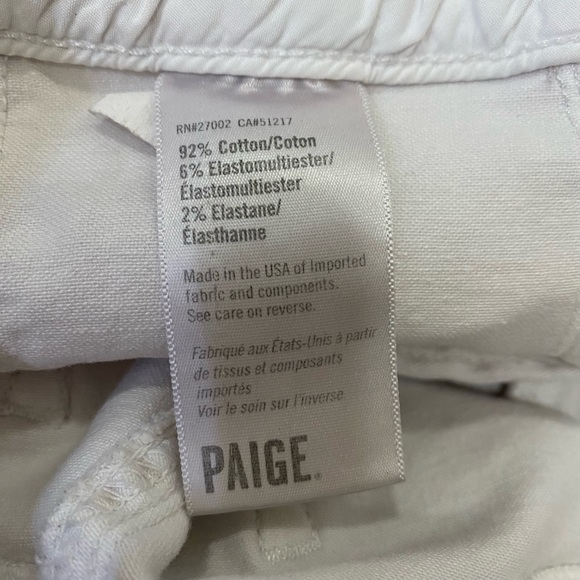 RN#27002 CA#51217
92% Cotton/Coton
6% Elastomultiester/
Élastomultiester
2% Elastane/
Élasthanne
Made in the USA of imported
fabric and components.
See care on reverse.
Fabriqué aux États-Unis à partir
de tissus et composants
importés
Voir le soin sur l'inverse.
PAIGE®